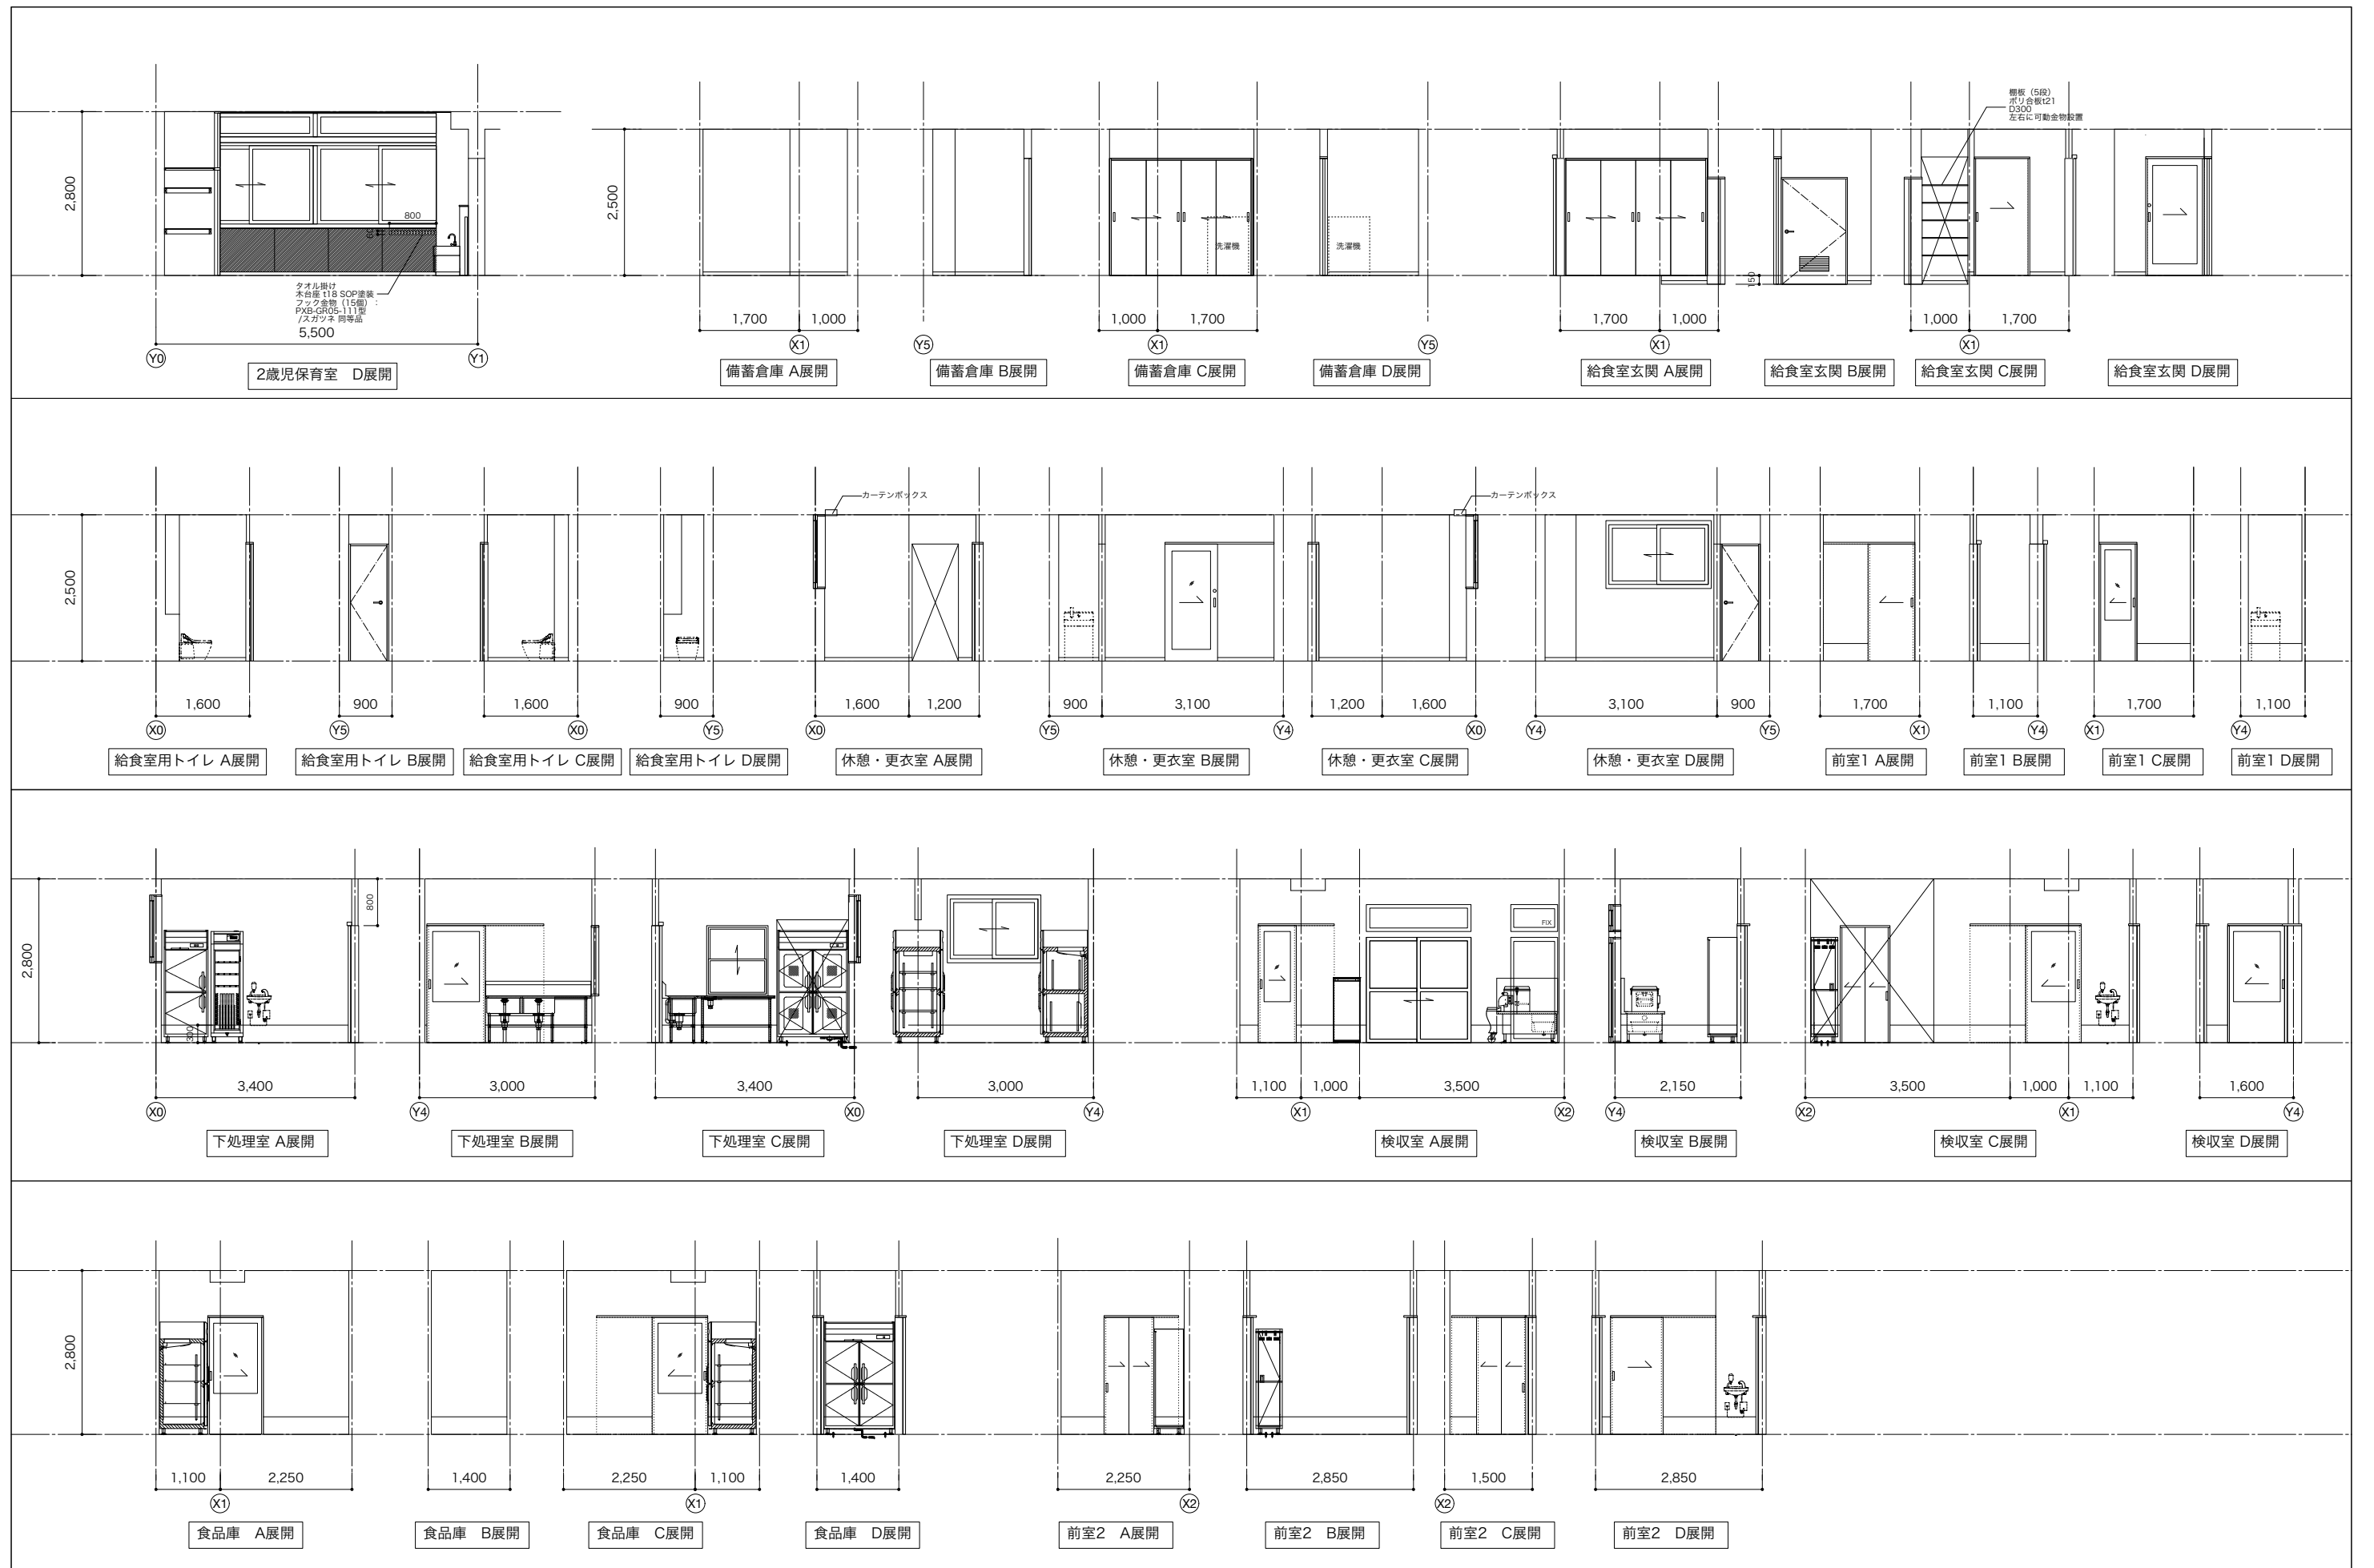 2,800
800
60
タオル掛け
木台座 t18 SOP塗装
フック金物（15個）：
PXB-GR05-111型
/スガツネ 同等品
5,500
Y0
Y1
2歳児保育室　D展開
2,500
1,700
1,000
X1
備蓄倉庫 A展開
Y5
備蓄倉庫 B展開
洗濯機
1,000
1,700
X1
備蓄倉庫 C展開
洗濯機
Y5
備蓄倉庫 D展開
1,700
1,000
X1
給食室玄関 A展開
150
給食室玄関 B展開
棚板（5段）
ポリ合板t21
D300
左右に可動金物設置
1,000
1,700
X1
給食室玄関 C展開
給食室玄関 D展開
2,500
1,600
X0
給食室用トイレ A展開
900
Y5
給食室用トイレ B展開
1,600
X0
給食室用トイレ C展開
900
Y5
給食室用トイレ D展開
カーテンボックス
1,600
1,200
X0
休憩・更衣室 A展開
900
3,100
Y5
Y4
休憩・更衣室 B展開
カーテンボックス
1,200
1,600
X0
休憩・更衣室 C展開
3,100
900
Y4
Y5
休憩・更衣室 D展開
1,700
X1
前室1 A展開
1,100
Y4
前室1 B展開
1,700
X1
前室1 C展開
1,100
Y4
前室1 D展開
2,800
800
300
3,400
X0
下処理室 A展開
3,000
Y4
下処理室 B展開
3,400
X0
下処理室 C展開
3,000
Y4
下処理室 D展開
FIX
1,100
1,000
3,500
X1
X2
検収室 A展開
2,150
Y4
検収室 B展開
3,500
1,000
1,100
X2
X1
検収室 C展開
1,600
Y4
検収室 D展開
2,800
1,100
2,250
X1
食品庫　A展開
1,400
食品庫　B展開
2,250
1,100
X1
食品庫　C展開
1,400
食品庫　D展開
2,250
X2
前室2　A展開
2,850
前室2　B展開
1,500
X2
前室2　C展開
2,850
前室2　D展開